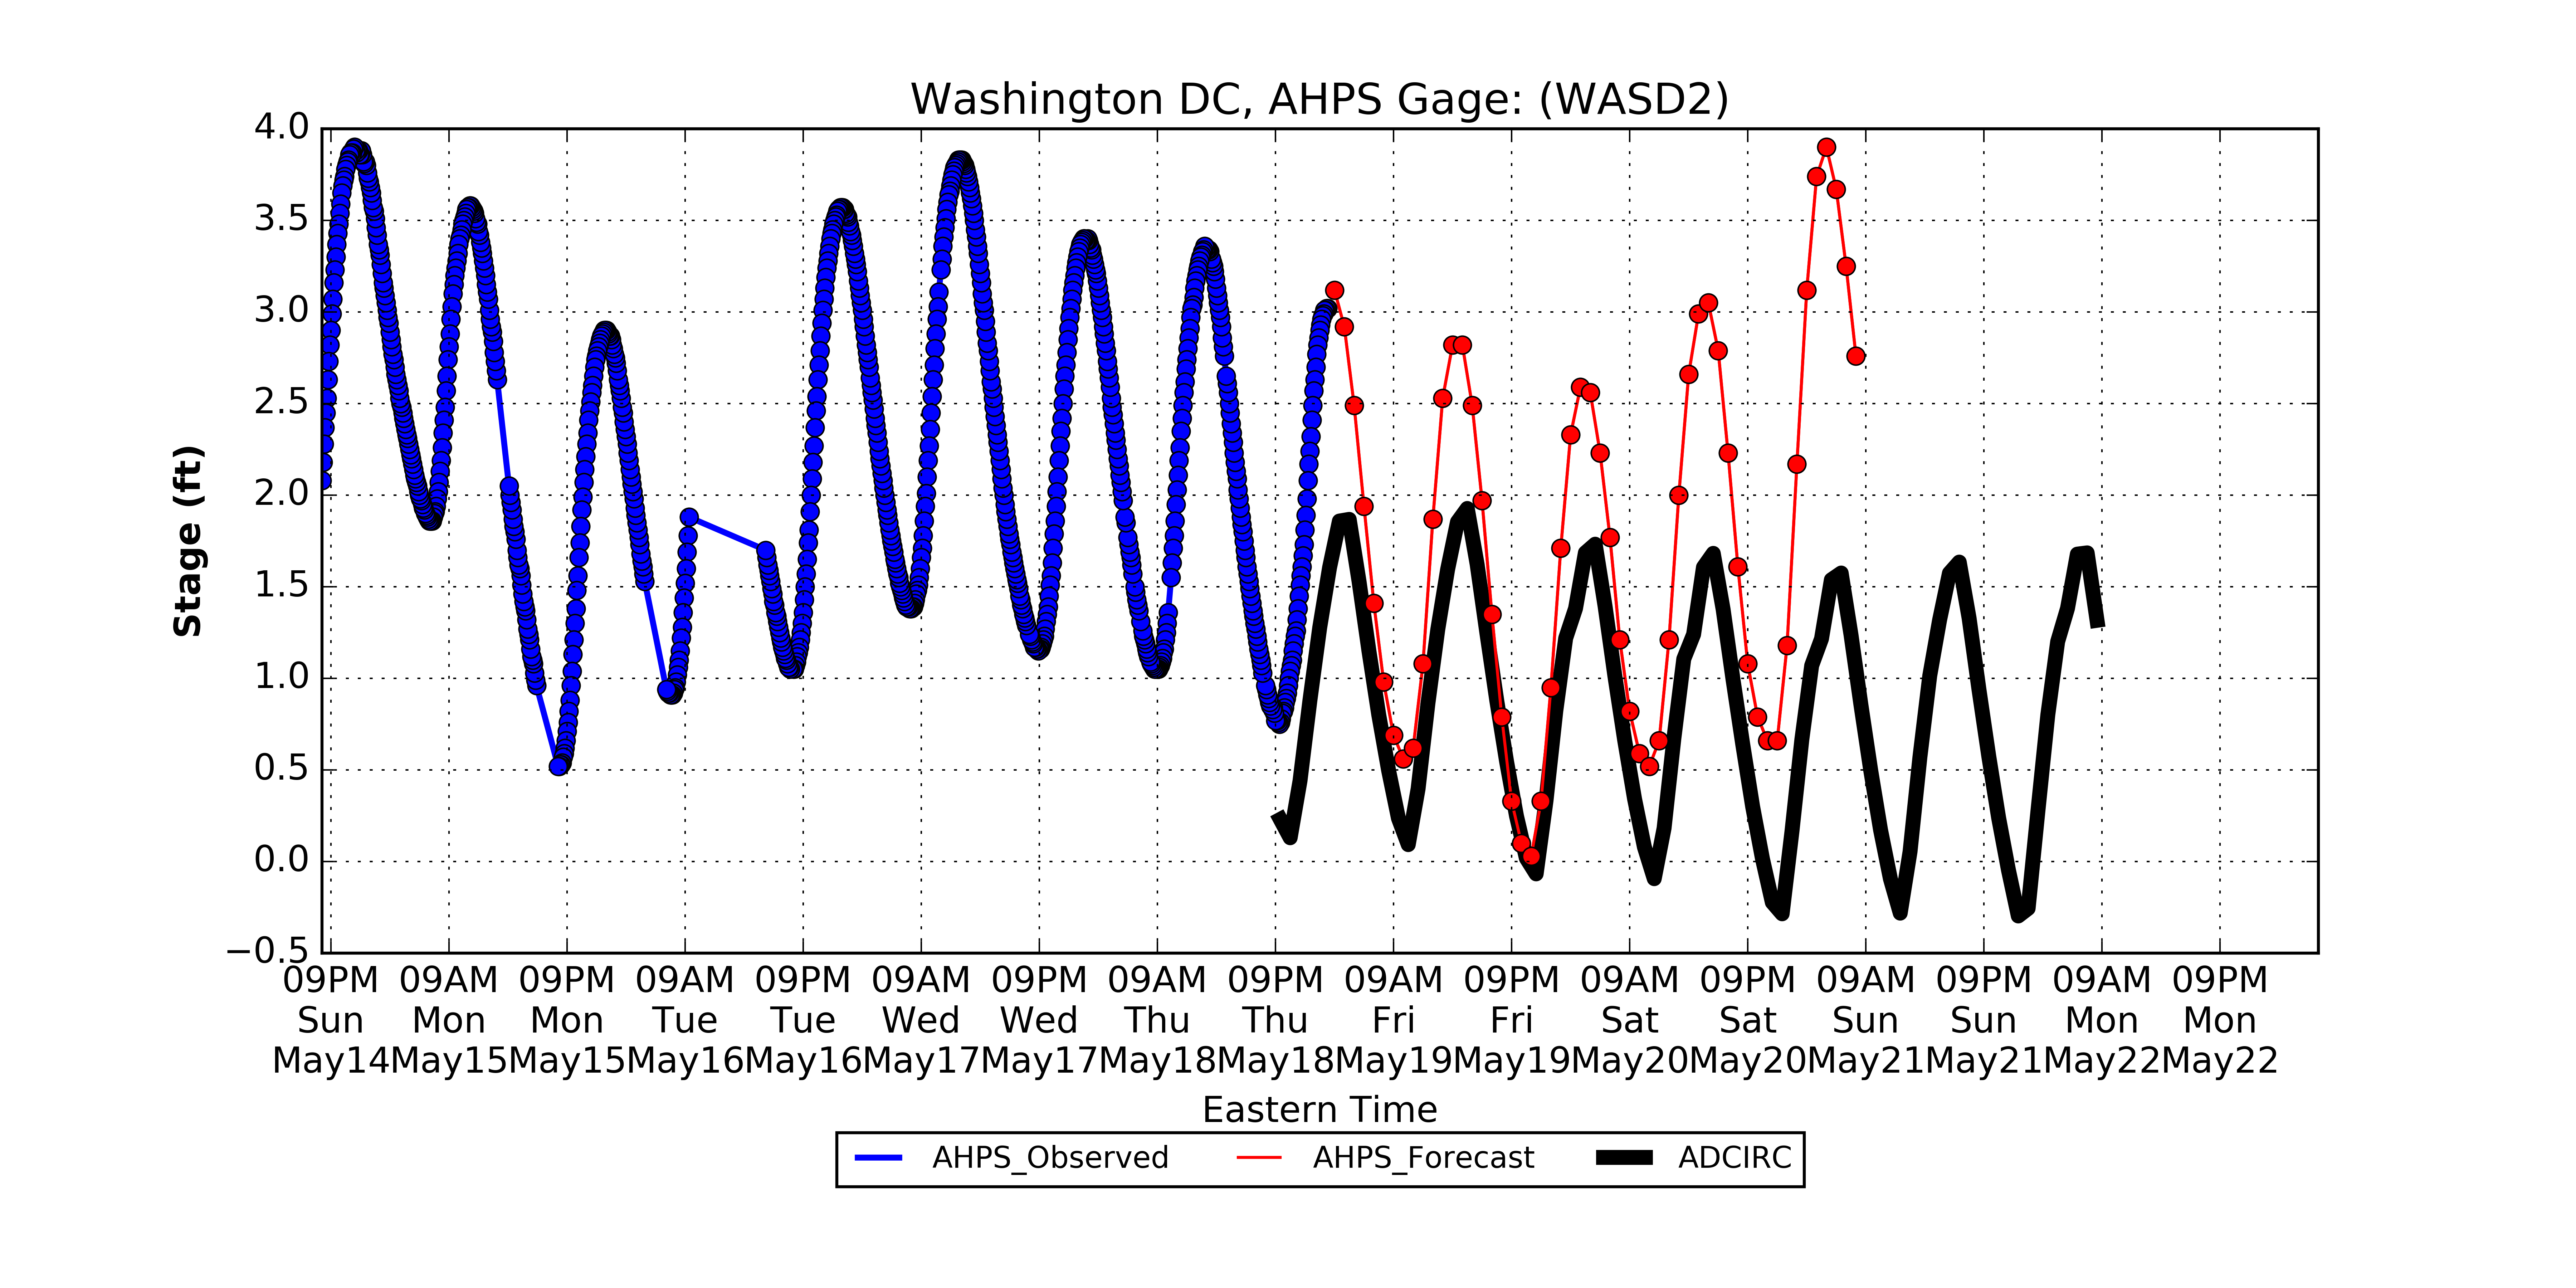 Washington DC, AHPS Gage: (WASD2)
4.0
3.5
3.0
2.5
2.0
1.5
1.0
0.5
0.0
−0.5
Stage (ft)
09PM 09AM 09PM 09AM 09PM 09AM 09PM 09AM 09PM 09AM 09PM 09AM 09PM 09AM 09PM 09AM 09PM
Sun Mon Mon Tue Tue Wed Wed Thu Thu Fri Fri Sat Sat Sun Sun Mon Mon
May14 May15 May15 May16 May16 May17 May17 May18 May18 May19 May19 May20 May20 May21 May21 May22 May22
Eastern Time
AHPS_Observed AHPS_Forecast ADCIRC